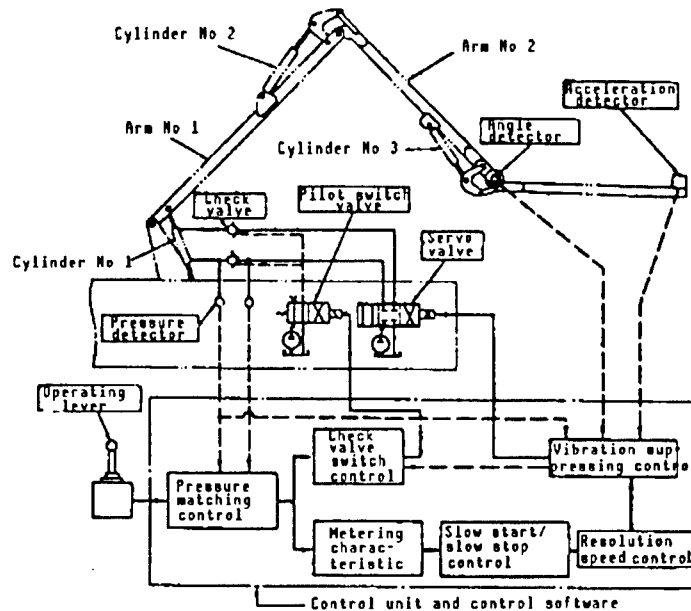 Cylinder No 2
Arm No 2
Acceleration
detector
Arm No 1
Angle
detector
Cylinder No 3
Check
valve
Pilot switch
valve
Servo
valve
Cylinder No 1
Pressure
detector
Operating
lever
Check
valve
switch
control
Vibration sup
pressing control
Pressure
matching
control
Metering
charac-
teristic
Slow start/
slow stop
control
Resolution
speed control
Control unit and control software